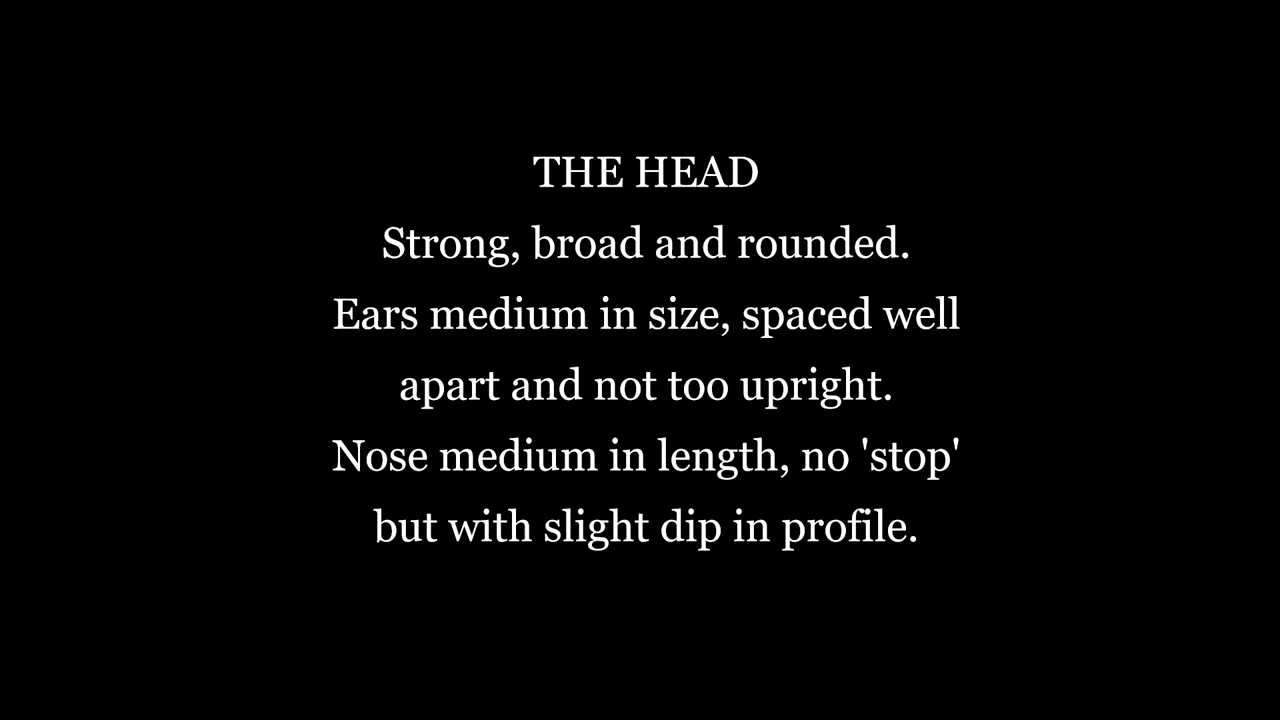 THE HEAD
Strong, broad and rounded.
Ears medium in size, spaced well
apart and not too upright.
Nose medium in length, no 'stop'
but with slight dip in profile.